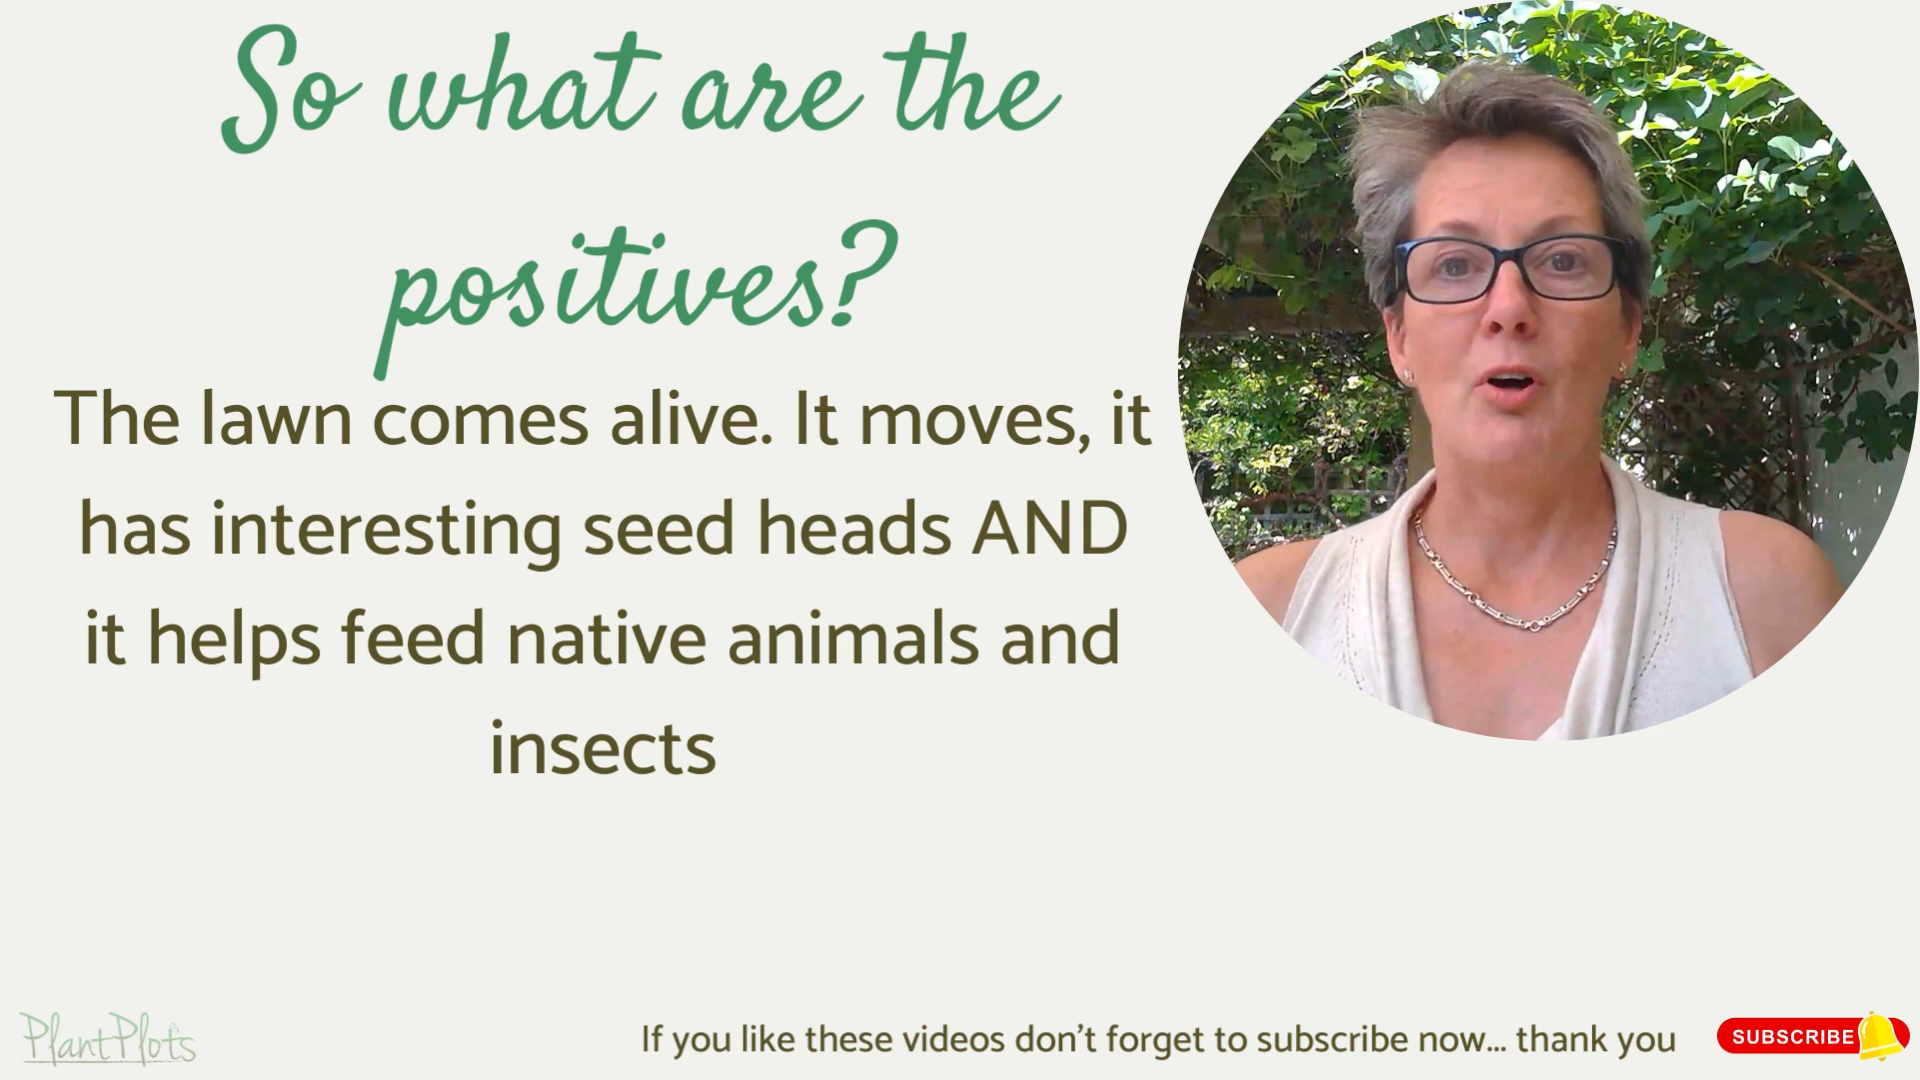 So what are the
positives?
The lawn comes alive. It moves, it
has interesting seed heads AND
it helps feed native animals and
insects
PlantPlots
If you like these videos don't forget to subscribe now... thank you
SUBSCRIBE